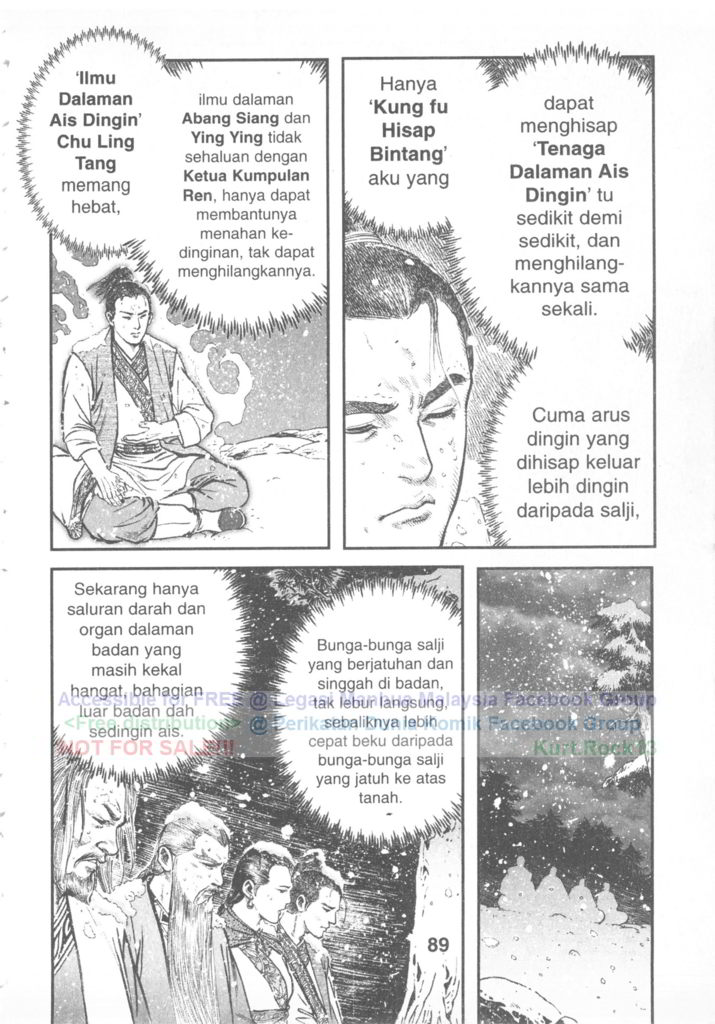 'Ilmu
Dalaman
Ais Dingin'
Chu Ling
Tang
memang
hebat,
ilmu dalaman
Abang Siang dan
Ying Ying tidak
sehaluan dengan
Ketua Kumpulan
Ren, hanya dapat
membantunya
menahan ke-
dinginan, tak dapat
menghilangkannya.
Hanya
'Kung fu
Hisap
Bintang'
aku yang
dapat
menghisap
'Tenaga
Dalaman Ais
Dingin' tu
sedikit demi
sedikit, dan
menghilang-
kannya sama
sekali.
Cuma arus
dingin yang
dihisap keluar
lebih dingin
daripada salji,
Sekarang hanya
saluran darah dan
organ dalaman
badan yang
masih kekal
hangat, bahagian
luar badan dah
sedingin ais.
Bunga-bunga salji
yang berjatuhan dan
singgah di badan,
tak lebur langsung,
sebaliknya lebih
cepat beku daripada
bunga-bunga salji
yang jatuh ke atas
tanah.
Accessible for FREE @ Legasi Manhua Malaysia Facebook Group
<Free distribution> @ Perikatan Dunia Komik Facebook Group
NOT FOR SALE!!! Kurt.Rock13
89